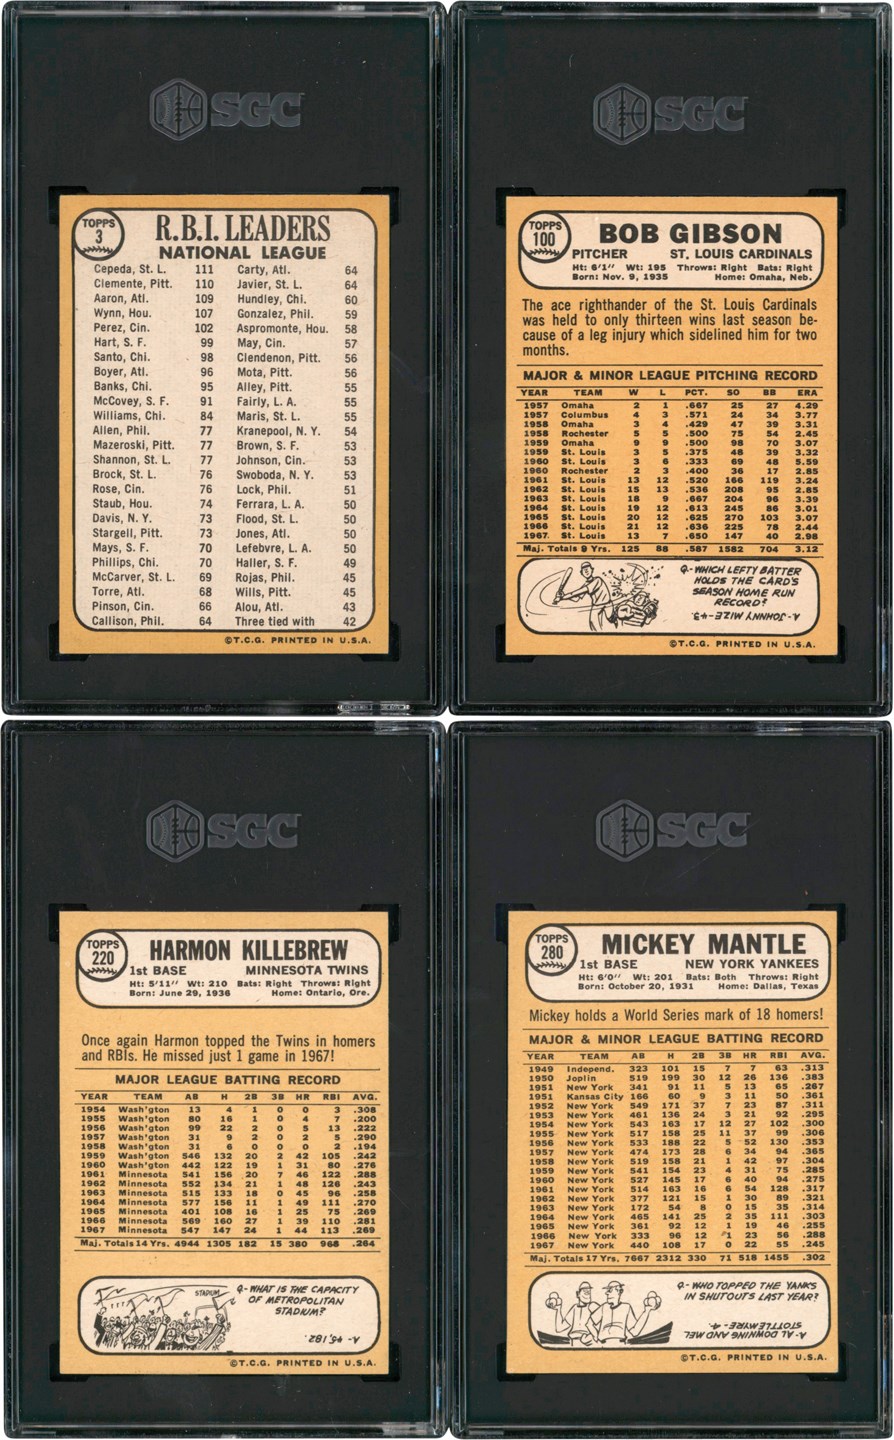 SGC
TOPPS
3
R.B.I. LEADERS
NATIONAL LEAGUE
Cepeda, St. L. 111 Carty, Atl. 64
Clemente, Pitt. 110 Javier, St. L. 64
Aaron, Atl. 109 Hundley, Chi. 60
Wynn, Hou. 107 Gonzalez, Phil. 59
Perez, Cin. 102 Aspromonte, Hou. 58
Hart, S. F. 99 May, Cin. 57
Santo, Chi. 98 Clendenon, Pitt. 56
Boyer, Atl. 96 Mota, Pitt. 56
Banks, Chi. 95 Alley, Pitt. 55
McCovey, S. F. 91 Fairly, L. A. 55
Williams, Chi. 84 Maris, St. L. 55
Allen, Phil. 77 Kranepool, N. Y. 54
Mazeroski, Pitt. 77 Brown, S. F. 53
Shannon, St. L. 77 Johnson, Cin. 53
Brock, St. L. 76 Swoboda, N. Y. 53
Rose, Cin. 76 Lock, Phil. 51
Staub, Hou. 74 Ferrara, L. A. 50
Davis, N. Y. 73 Flood, St. L. 50
Stargell, Pitt. 73 Jones, Atl. 50
Mays, S. F. 70 Lefebvre, L. A. 50
Phillips, Chi. 70 Haller, S. F. 49
McCarver, St. L. 69 Rojas, Phil. 45
Torre, Atl. 68 Wills, Pitt. 45
Pinson, Cin. 66 Alou, Atl. 43
Callison, Phil. 64 Three tied with 42
©T.C.G. PRINTED IN U.S.A.
SGC
TOPPS
100
BOB GIBSON
PITCHER ST. LOUIS CARDINALS
Ht: 6'1" Wt: 195 Throws: Right Bats: Right
Born: Nov. 9, 1935 Home: Omaha, Neb.
The ace righthander of the St. Louis Cardinals
was held to only thirteen wins last season be-
cause of a leg injury which sidelined him for two
months.
MAJOR & MINOR LEAGUE PITCHING RECORD
YEAR TEAM W L PCT. SO BB ERA
1957 Omaha 2 1 .667 25 27 4.29
1957 Columbus 4 3 .571 24 34 3.77
1958 Omaha 3 4 .429 47 39 3.31
1958 Rochester 5 5 .500 75 54 2.45
1959 Omaha 9 9 .500 98 70 3.07
1959 St. Louis 3 5 .375 48 39 3.32
1960 St. Louis 3 6 .333 69 48 5.59
1960 Rochester 2 3 .400 36 17 2.85
1961 St. Louis 13 12 .520 166 119 3.24
1962 St. Louis 15 13 .536 208 95 2.85
1963 St. Louis 18 9 .667 204 96 3.39
1964 St. Louis 19 12 .613 245 86 3.01
1965 St. Louis 20 12 .625 270 103 3.07
1966 St. Louis 21 12 .636 225 78 2.44
1967 St. Louis 13 7 .650 147 40 2.98
Maj. Totals 9 Yrs. 125 88 .587 1582 704 3.12
Q-WHICH LEFTY BATTER
HOLDS THE CARD'S
SEASON HOME RUN
RECORD?
A-JOHNNY MIZE-43.
©T.C.G. PRINTED IN U.S.A.
SGC
TOPPS
220
HARMON KILLEBREW
1st BASE MINNESOTA TWINS
Ht: 5'11" Wt: 210 Bats: Right Throws: Right
Born: June 29, 1936 Home: Ontario, Ore.
Once again Harmon topped the Twins in homers
and RBIs. He missed just 1 game in 1967!
MAJOR LEAGUE BATTING RECORD
YEAR TEAM AB H 2B 3B HR RBI AVG.
1954 Wash'gton 13 4 1 0 0 3 .308
1955 Wash'gton 80 16 1 0 4 7 .200
1956 Wash'gton 99 22 2 0 5 13 .222
1957 Wash'gton 31 9 2 0 2 5 .290
1958 Wash'gton 31 6 0 0 0 2 .194
1959 Wash'gton 546 132 20 2 42 105 .242
1960 Wash'gton 442 122 19 1 31 80 .276
1961 Minnesota 541 156 20 7 46 122 .288
1962 Minnesota 552 134 21 1 48 126 .243
1963 Minnesota 515 133 18 0 45 96 .258
1964 Minnesota 577 156 11 1 49 111 .270
1965 Minnesota 401 108 16 1 25 75 .269
1966 Minnesota 569 160 27 1 39 110 .281
1967 Minnesota 547 147 24 1 44 113 .269
Maj. Totals 14 Yrs. 4944 1305 182 15 380 968 .264
STADIUM
Q-WHAT IS THE CAPACITY
OF METROPOLITAN
STADIUM?
A-45,182.
©T.C.G. PRINTED IN U.S.A.
SGC
TOPPS
280
MICKEY MANTLE
1st BASE NEW YORK YANKEES
Ht: 6'0" Wt: 201 Bats: Both Throws: Right
Born: October 20, 1931 Home: Dallas, Texas
Mickey holds a World Series mark of 18 homers!
MAJOR & MINOR LEAGUE BATTING RECORD
YEAR TEAM AB H 2B 3B HR RBI AVG.
1949 Independ. 323 101 15 7 7 63 .313
1950 Joplin 519 199 30 12 26 136 .383
1951 New York 341 91 11 5 13 65 .267
1951 Kansas City 166 60 9 3 11 50 .361
1952 New York 549 171 37 7 23 87 .311
1953 New York 461 136 24 3 21 92 .295
1954 New York 543 163 17 12 27 102 .300
1955 New York 517 158 25 11 37 99 .306
1956 New York 533 188 22 5 52 130 .353
1957 New York 474 173 28 6 34 94 .365
1958 New York 519 158 21 1 42 97 .304
1959 New York 541 154 23 4 31 75 .285
1960 New York 527 145 17 6 40 94 .275
1961 New York 514 163 16 6 54 128 .317
1962 New York 377 121 15 1 30 89 .321
1963 New York 172 54 8 0 15 35 .314
1964 New York 465 141 25 2 35 111 .303
1965 New York 361 92 12 1 19 46 .255
1966 New York 333 96 12 1 23 56 .288
1967 New York 440 108 17 0 22 55 .245
Maj. Totals 17 Yrs. 7667 2312 330 71 518 1455 .302
Q-WHO TOPPED THE YANKS
IN SHUTOUTS LAST YEAR?
A-AL DOWNING AND MEL
STOTTLEMYRE-4.
©T.C.G. PRINTED IN U.S.A.